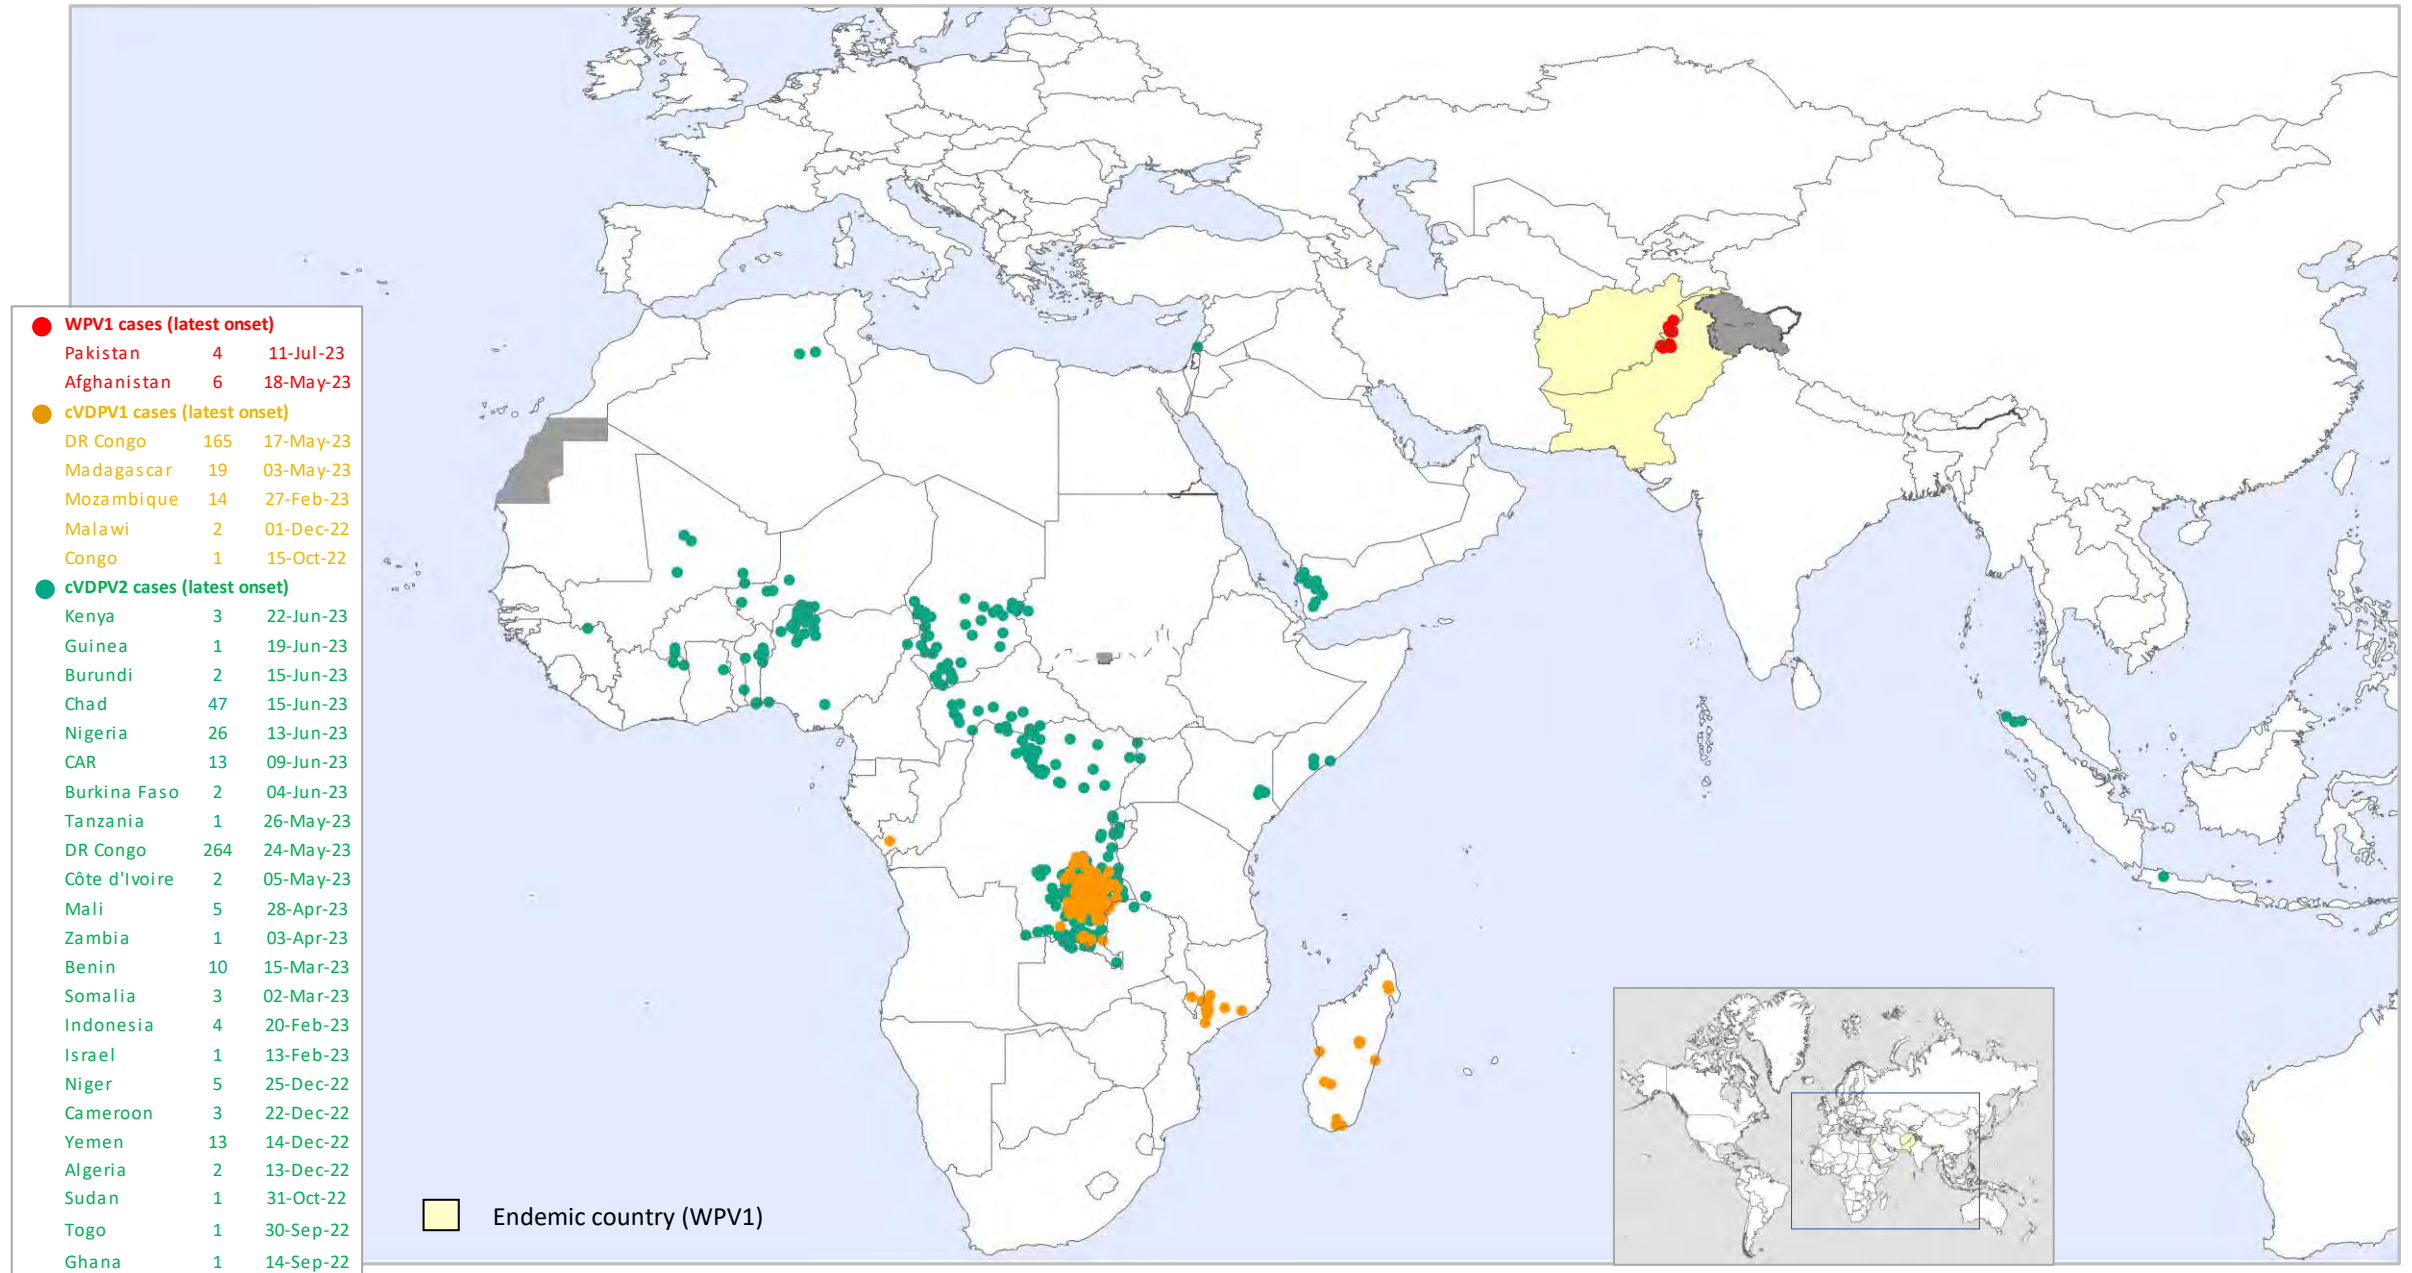 WPV1 cases (latest onset)
Pakistan 4 11-Jul-23
Afghanistan 6 18-May-23
cVDPV1 cases (latest onset)
DR Congo 165 17-May-23
Madagascar 19 03-May-23
Mozambique 14 27-Feb-23
Malawi 2 01-Dec-22
Congo 1 15-Oct-22
cVDPV2 cases (latest onset)
Kenya 3 22-Jun-23
Guinea 1 19-Jun-23
Burundi 2 15-Jun-23
Chad 47 15-Jun-23
Nigeria 26 13-Jun-23
CAR 13 09-Jun-23
Burkina Faso 2 04-Jun-23
Tanzania 1 26-May-23
DR Congo 264 24-May-23
Côte d'Ivoire 2 05-May-23
Mali 5 28-Apr-23
Zambia 1 03-Apr-23
Benin 10 15-Mar-23
Somalia 3 02-Mar-23
Indonesia 4 20-Feb-23
Israel 1 13-Feb-23
Niger 5 25-Dec-22
Cameroon 3 22-Dec-22
Yemen 13 14-Dec-22
Algeria 2 13-Dec-22
Sudan 1 31-Oct-22
Togo 1 30-Sep-22
Ghana 1 14-Sep-22
Endemic country (WPV1)